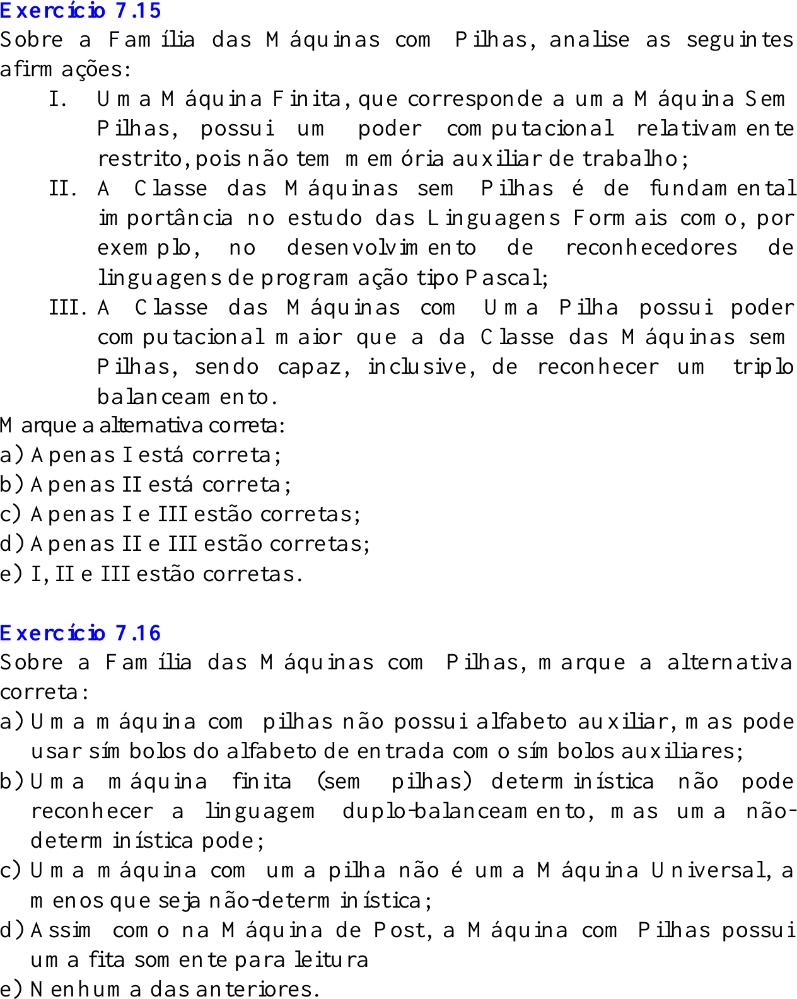 Exercício 7.15
Sobre a Família das Máquinas com Pilhas, analise as seguintes
afirmações:
I. Uma Máquina Finita, que corresponde a uma Máquina Sem
Pilhas, possui um poder computacional relativamente
restrito, pois não tem memória auxiliar de trabalho;
II. A Classe das Máquinas sem Pilhas é de fundamental
importância no estudo das Linguagens Formais como, por
exemplo, no desenvolvimento de reconhecedores de
linguagens de programação tipo Pascal;
III. A Classe das Máquinas com Uma Pilha possui poder
computacional maior que a da Classe das Máquinas sem
Pilhas, sendo capaz, inclusive, de reconhecer um triplo
balanceamento.
Marque a alternativa correta:
a) Apenas I está correta;
b) Apenas II está correta;
c) Apenas I e III estão corretas;
d) Apenas II e III estão corretas;
e) I, II e III estão corretas.
Exercício 7.16
Sobre a Família das Máquinas com Pilhas, marque a alternativa
correta:
a) Uma máquina com pilhas não possui alfabeto auxiliar, mas pode
usar símbolos do alfabeto de entrada como símbolos auxiliares;
b) Uma máquina finita (sem pilhas) determinística não pode
reconhecer a linguagem duplo-balanceamento, mas uma não-
determinística pode;
c) Uma máquina com uma pilha não é uma Máquina Universal, a
menos que seja não-determinística;
d) Assim como na Máquina de Post, a Máquina com Pilhas possui
uma fita somente para leitura
e) Nenhuma das anteriores.